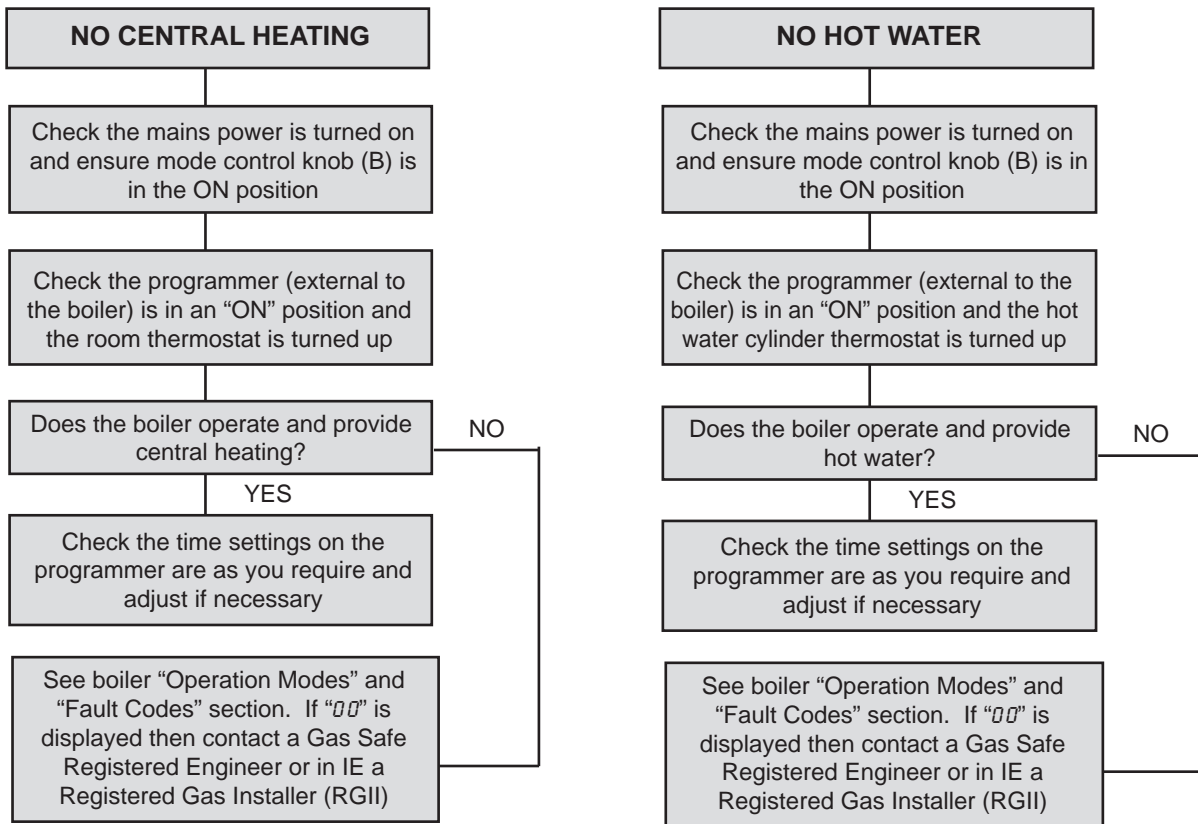 NO CENTRAL HEATING
Check the mains power is turned on
and ensure mode control knob (B) is
in the ON position
Check the programmer (external to
the boiler) is in an “ON” position and
the room thermostat is turned up
Does the boiler operate and provide
central heating?
NO
YES
Check the time settings on the
programmer are as you require and
adjust if necessary
See boiler “Operation Modes” and
“Fault Codes” section. If “00” is
displayed then contact a Gas Safe
Registered Engineer or in IE a
Registered Gas Installer (RGII)
NO HOT WATER
Check the mains power is turned on
and ensure mode control knob (B) is in
the ON position
Check the programmer (external to the
boiler) is in an “ON” position and the hot
water cylinder thermostat is turned up
Does the boiler operate and provide
hot water?
NO
YES
Check the time settings on the
programmer are as you require and
adjust if necessary
See boiler “Operation Modes” and
“Fault Codes” section. If “00” is
displayed then contact a Gas Safe
Registered Engineer or in IE a
Registered Gas Installer (RGII)